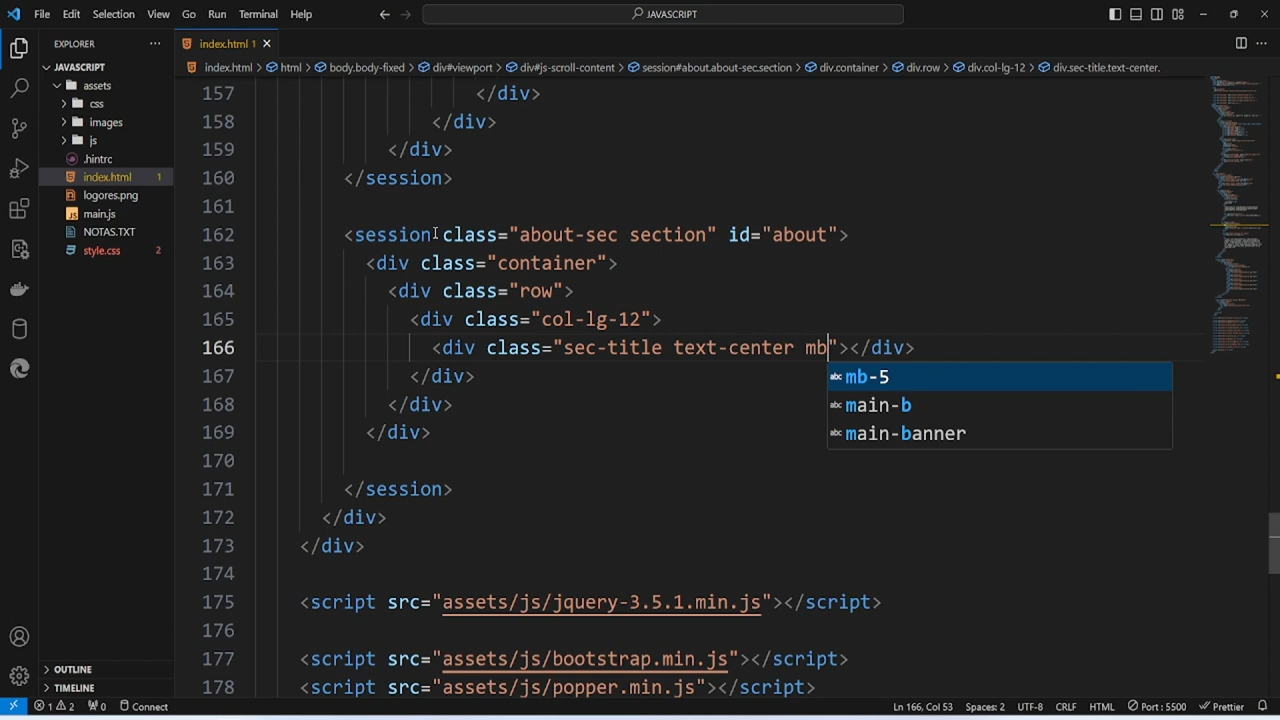 File Edit Selection View Go Run Terminal Help
JAVASCRIPT
EXPLORER
index.html 1
JAVASCRIPT
assets
css
images
js
.hintrc
index.html 1
logores.png
main.js
NOTAS.TXT
style.css 2
index.html html body.body-fixed div#viewport div#js-scroll-content session#about.about-sec.section div.container div.row div.col-lg-12 div.sec-title.text-center.
157 </div>
158 </div>
159 </div>
160 </session>
161
162 <session class="about-sec section" id="about">
163 <div class="container">
164 <div class="row">
165 <div class="col-lg-12">
166 <div class="sec-title text-center mb"></div>
167 </div>
168 </div>
169 </div>
170
171 </session>
172 </div>
173 </div>
174
175 <script src="assets/js/jquery-3.5.1.min.js"></script>
176
177 <script src="assets/js/bootstrap.min.js"></script>
178 <script src="assets/js/popper.min.js"></script>
abc mb-5
abc main-b
abc main-banner
OUTLINE
TIMELINE
1 2 0 Connect
Ln 166, Col 53 Spaces: 2 UTF-8 CRLF HTML Port : 5500 Prettier